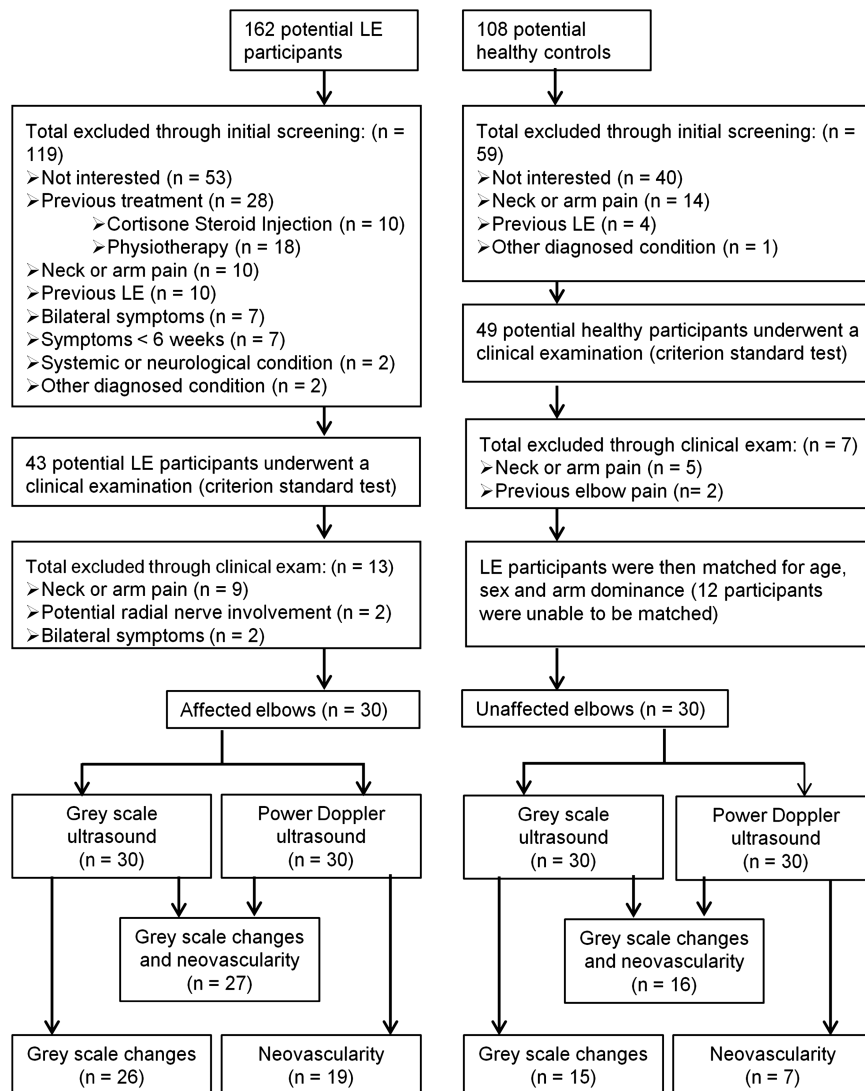 162 potential LE
participants
108 potential
healthy controls
Total excluded through initial screening: (n =
119)
➢Not interested (n = 53)
➢Previous treatment (n = 28)
➢Cortisone Steroid Injection (n = 10)
➢Physiotherapy (n = 18)
➢Neck or arm pain (n = 10)
➢Previous LE (n = 10)
➢Bilateral symptoms (n = 7)
➢Symptoms < 6 weeks (n = 7)
➢Systemic or neurological condition (n = 2)
➢Other diagnosed condition (n = 2)
Total excluded through initial screening: (n =
59)
➢Not interested (n = 40)
➢Neck or arm pain (n = 14)
➢Previous LE (n = 4)
➢Other diagnosed condition (n = 1)
49 potential healthy participants underwent a
clinical examination (criterion standard test)
43 potential LE participants underwent a
clinical examination (criterion standard test)
Total excluded through clinical exam: (n = 7)
➢Neck or arm pain (n = 5)
➢Previous elbow pain (n= 2)
Total excluded through clinical exam: (n = 13)
➢Neck or arm pain (n = 9)
➢Potential radial nerve involvement (n = 2)
➢Bilateral symptoms (n = 2)
LE participants were then matched for age,
sex and arm dominance (12 participants
were unable to be matched)
Affected elbows (n = 30)
Unaffected elbows (n = 30)
Grey scale
ultrasound
(n = 30)
Power Doppler
ultrasound
(n = 30)
Grey scale
ultrasound
(n = 30)
Power Doppler
ultrasound
(n = 30)
Grey scale changes
and neovascularity
(n = 27)
Grey scale changes
and neovascularity
(n = 16)
Grey scale changes
(n = 26)
Neovascularity
(n = 19)
Grey scale changes
(n = 15)
Neovascularity
(n = 7)